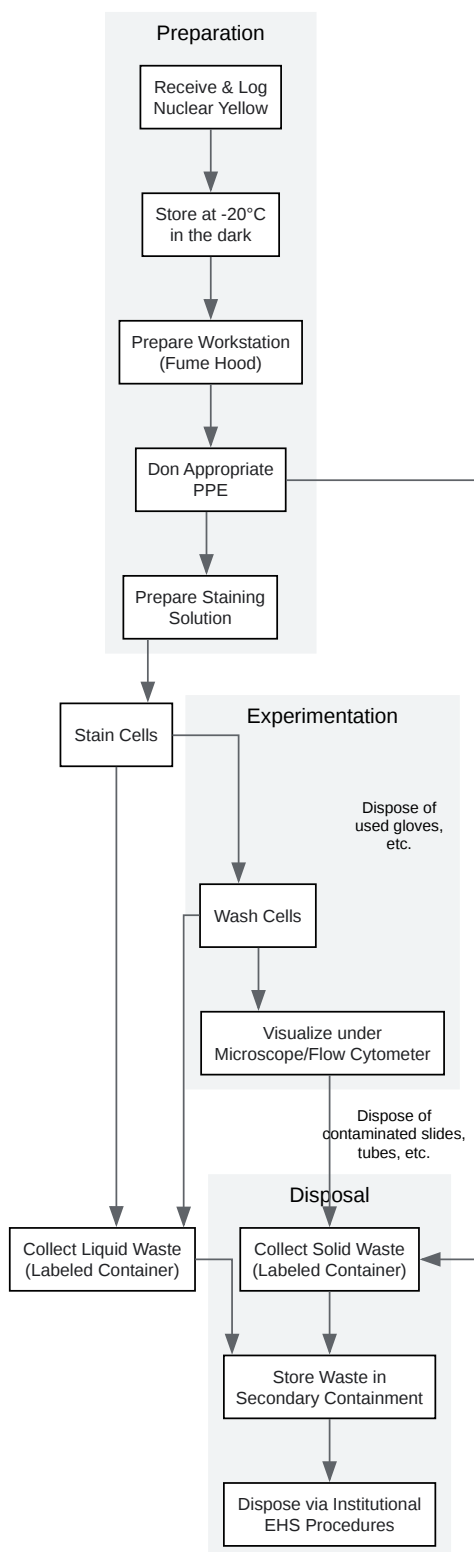 Preparation
Receive & Log
Nuclear Yellow
Store at -20°C
in the dark
Prepare Workstation
(Fume Hood)
Don Appropriate
PPE
Prepare Staining
Solution
Stain Cells
Experimentation
Dispose of
used gloves,
etc.
Wash Cells
Visualize under
Microscope/Flow Cytometer
Dispose of
contaminated slides,
tubes, etc.
Disposal
Collect Liquid Waste
(Labeled Container)
Collect Solid Waste
(Labeled Container)
Store Waste in
Secondary Containment
Dispose via Institutional
EHS Procedures